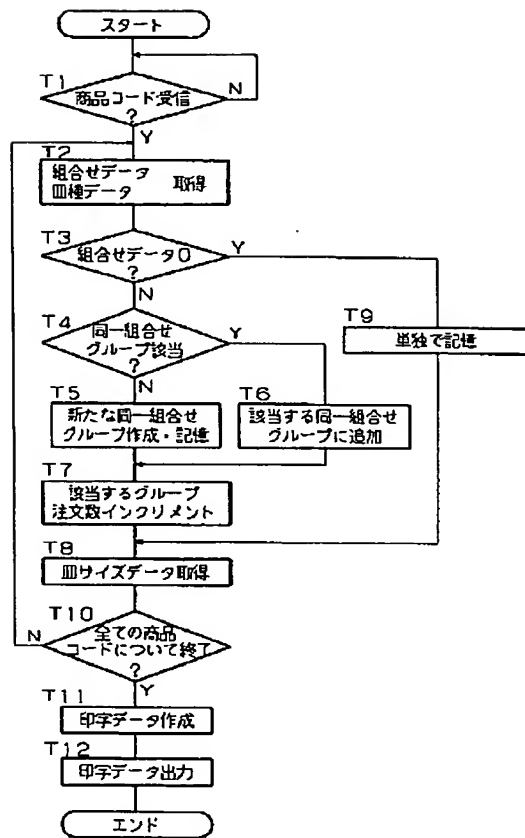 スタート
T1
商品コード受信
?
N
Y
T2
組合せデータ
皿種データ 取得
T3
組合せデータ0
?
Y
N
T4
同一組合せ
グループ該当
?
Y
N
T9
単独で記憶
T5
新たな同一組合せ
グループ作成・記憶
T6
該当する同一組合せ
グループに追加
T7
該当するグループ
注文数インクリメント
T8
皿サイズデータ取得
T10
全ての商品
コードについて終了
?
N
Y
T11
印字データ作成
T12
印字データ出力
エンド